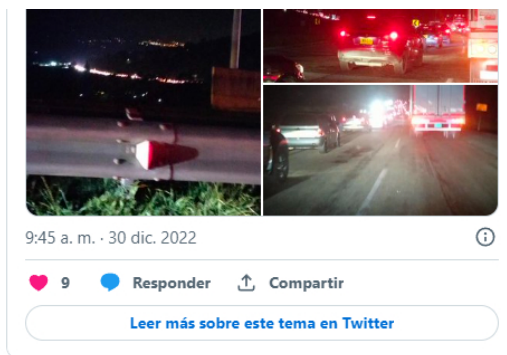 9:45 a. m. · 30 dic. 2022
9 Responder Compartir
Leer más sobre este tema en Twitter